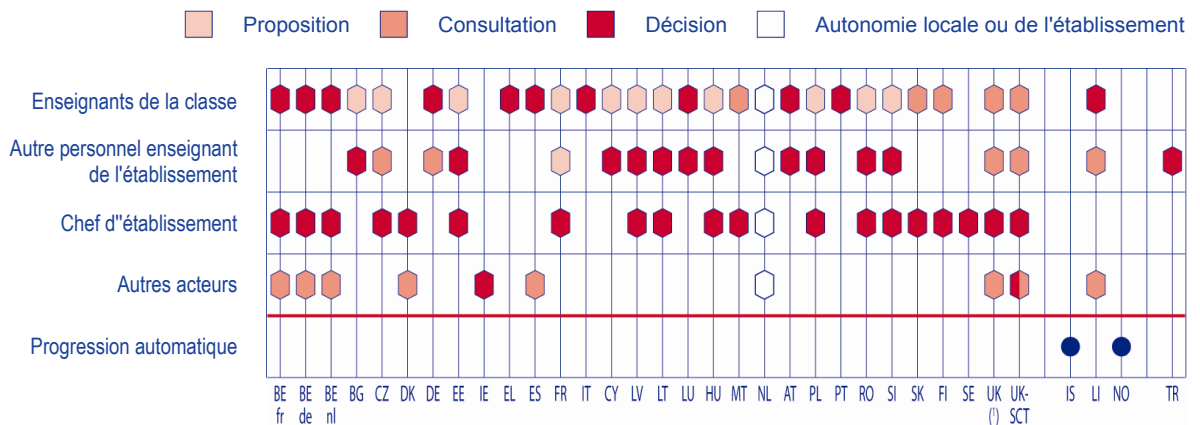 Proposition Consultation Décision Autonomie locale ou de l'établissement
Enseignants de la classe
Autre personnel enseignant
de l'établissement
Chef d''établissement
Autres acteurs
Progression automatique
BE BE BE BG CZ DK DE EE IE EL ES FR IT CY LV LT LU HU MT NL AT PL PT RO SI SK FI SE UK UK- IS LI NO TR
fr de nl (¹) SCT